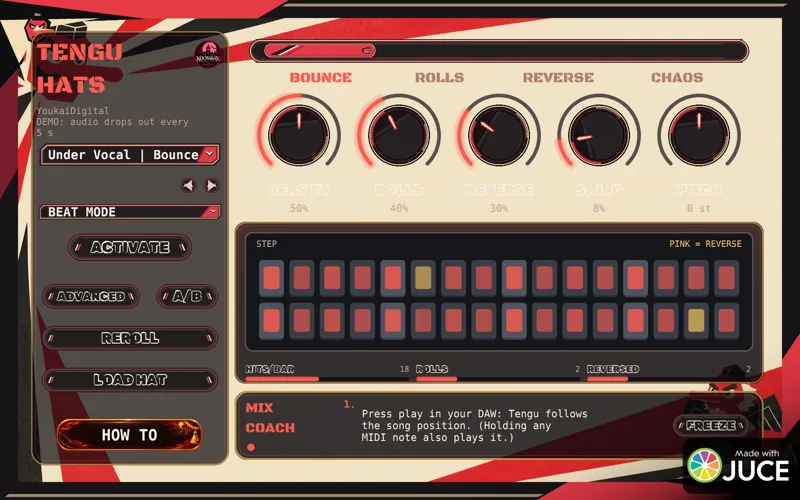 TENGU
HATS
YoukaiDigital
DEMO: audio drops out every
5 s
Under Vocal | Bounce
BEAT MODE
ACTIVATE
ADVANCED
A/B
REROLL
LOAD HAT
HOW TO
BOUNCE
ROLLS
REVERSE
CHAOS
DENSITY
ROLLS
REVERSE
PITCH
50%
40%
30%
8%
0 st
STEP
PINK = REVERSE
HITS/BAR
18
ROLLS
2
REVERSED
2
MIX
COACH
1.
Press play in your DAW: Tengu follows
the song position. (Holding any
MIDI note also plays it.)
FREEZE
Made with
JUCE